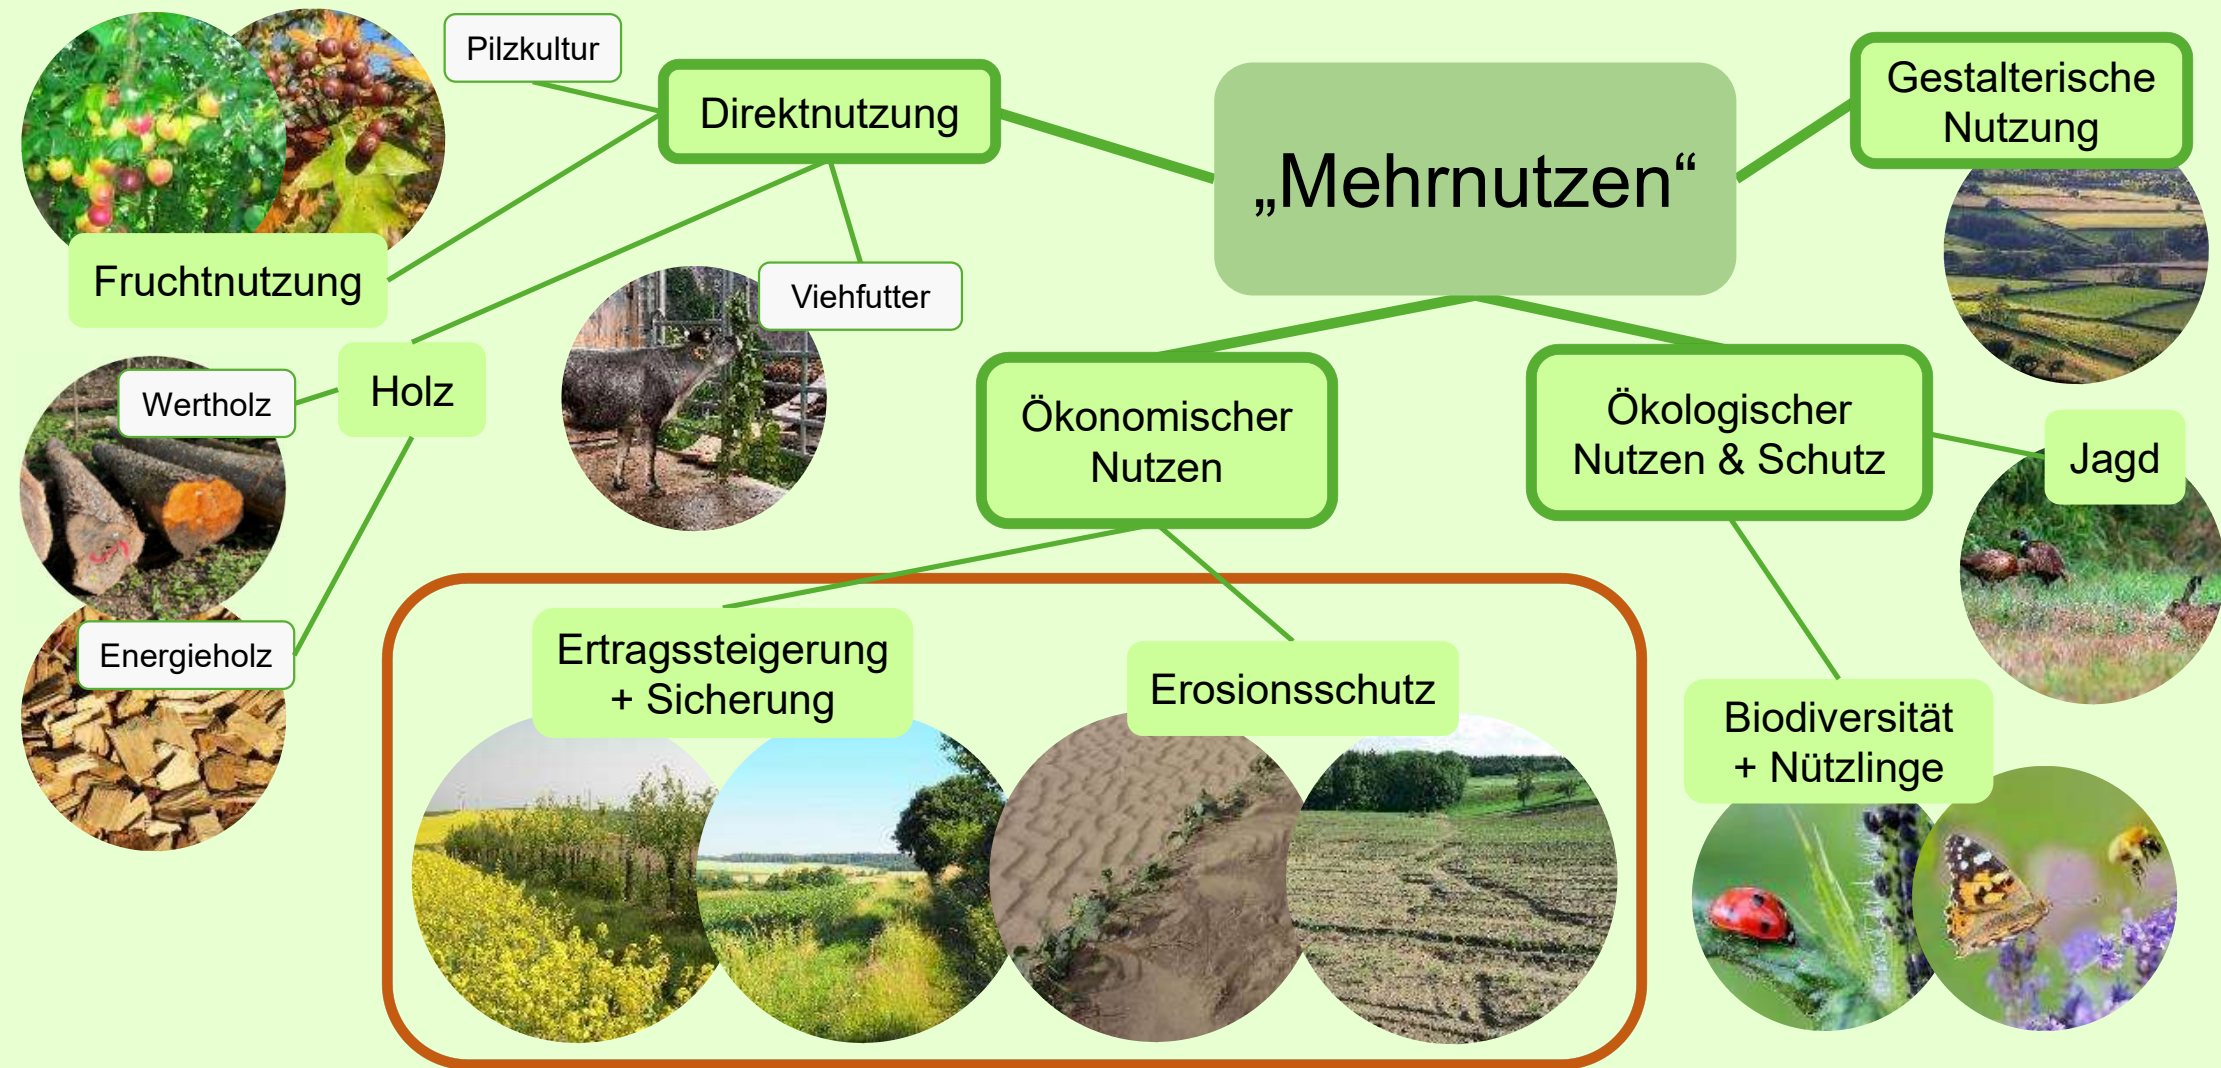 Pilzkultur
Direktnutzung
„Mehrnutzen“
Gestalterische
Nutzung
Fruchtnutzung
Viehfutter
Holz
Wertholz
Energieholz
Ökonomischer
Nutzen
Ökologischer
Nutzen & Schutz
Jagd
Ertragssteigerung
+ Sicherung
Erosionsschutz
Biodiversität
+ Nützlinge